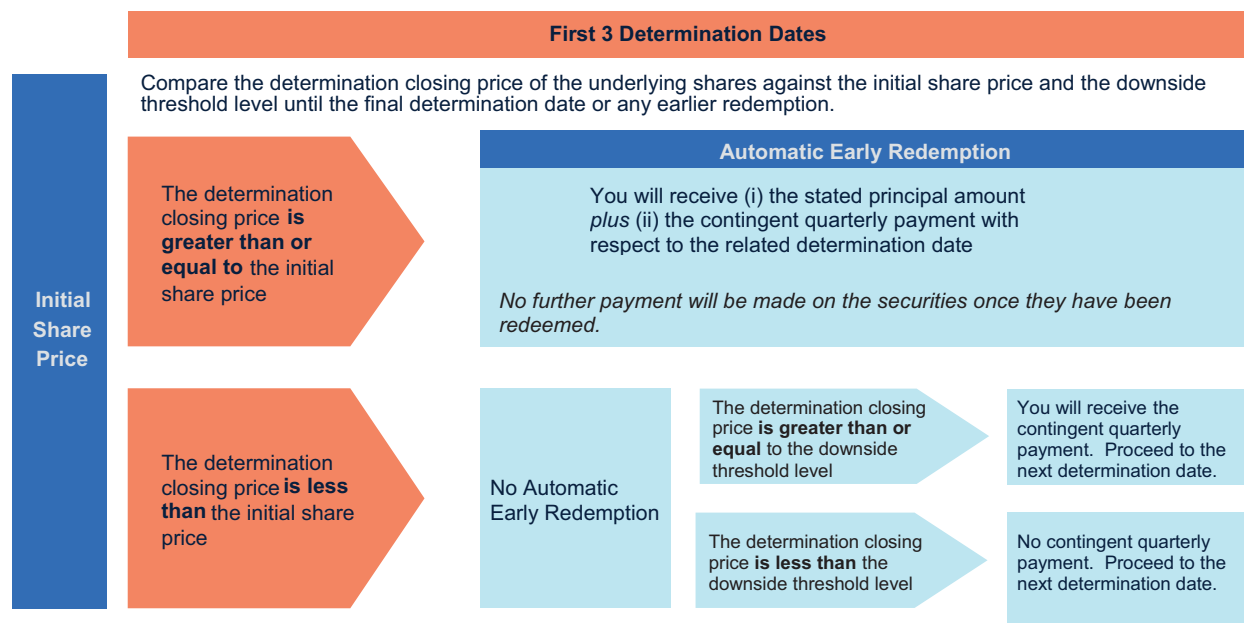 First 3 Determination Dates
Compare the determination closing price of the underlying shares against the initial share price and the downside
threshold level until the final determination date or any earlier redemption.
Initial
Share
Price
The determination
closing price is
greater than or
equal to the initial
share price
Automatic Early Redemption
You will receive (i) the stated principal amount
plus (ii) the contingent quarterly payment with
respect to the related determination date
No further payment will be made on the securities once they have been
redeemed.
The determination
closing price is less
than the initial share
price
No Automatic
Early Redemption
The determination closing
price is greater than or
equal to the downside
threshold level
You will receive the
contingent quarterly
payment. Proceed to the
next determination date.
The determination closing
price is less than the
downside threshold level
No contingent quarterly
payment. Proceed to the
next determination date.